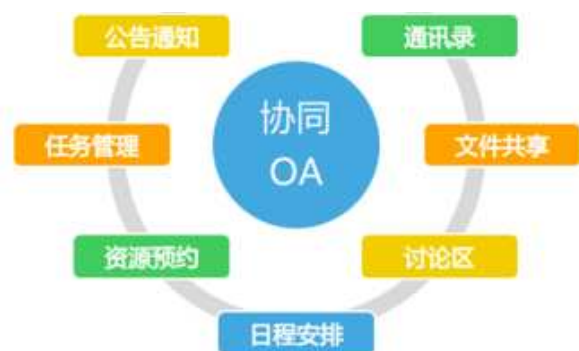 公告通知
通讯录
协同
OA
任务管理
文件共享
资源预约
讨论区
日程安排